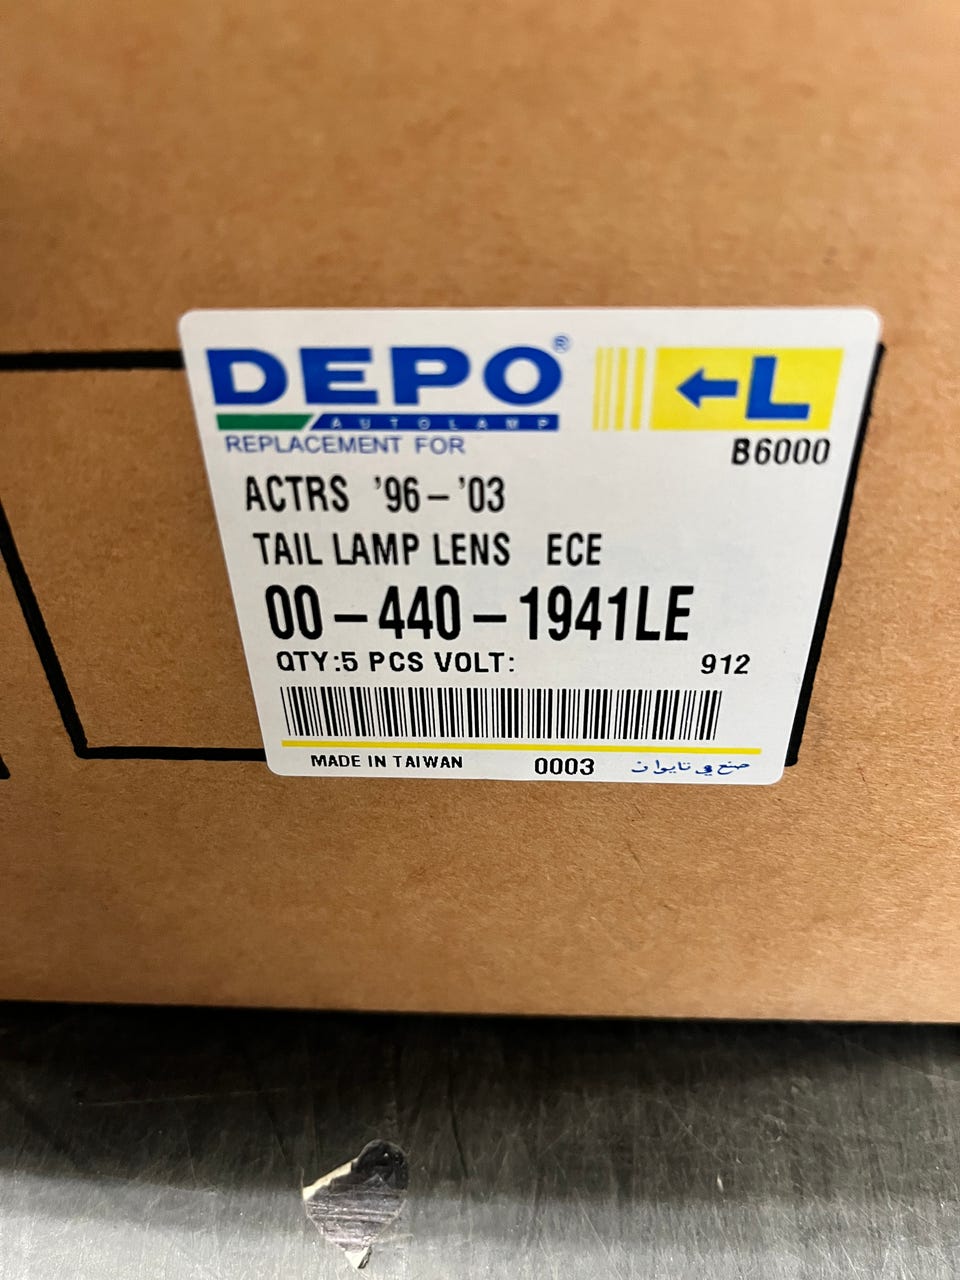 DEPO®
AUTOLAMP
L
REPLACEMENT FOR
B6000
ACTRS '96-'03
TAIL LAMP LENS ECE
00-440-1941LE
QTY:5 PCS VOLT: 912
MADE IN TAIWAN 0003 صنع في تايوان